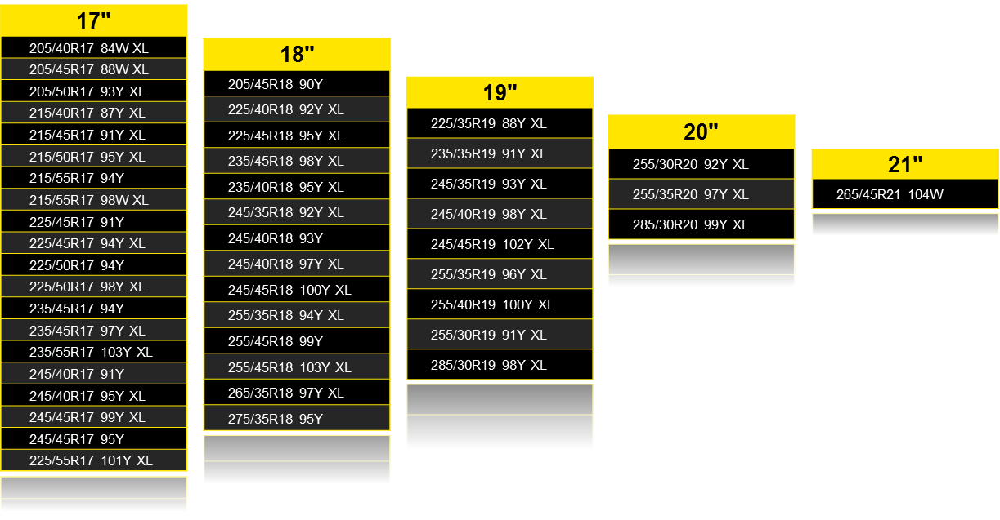 17"
205/40R17 84W XL
205/45R17 88W XL
205/50R17 93Y XL
215/40R17 87Y XL
215/45R17 91Y XL
215/50R17 95Y XL
215/55R17 94Y
215/55R17 98W XL
225/45R17 91Y
225/45R17 94Y XL
225/50R17 94Y
225/50R17 98Y XL
235/45R17 94Y
235/45R17 97Y XL
235/55R17 103Y XL
245/40R17 91Y
245/40R17 95Y XL
245/45R17 99Y XL
245/45R17 95Y
225/55R17 101Y XL
18"
205/45R18 90Y
225/40R18 92Y XL
225/45R18 95Y XL
235/45R18 98Y XL
235/40R18 95Y XL
245/35R18 92Y XL
245/40R18 93Y
245/40R18 97Y XL
245/45R18 100Y XL
255/35R18 94Y XL
255/45R18 99Y
255/45R18 103Y XL
265/35R18 97Y XL
275/35R18 95Y
19"
225/35R19 88Y XL
235/35R19 91Y XL
245/35R19 93Y XL
245/40R19 98Y XL
245/45R19 102Y XL
255/35R19 96Y XL
255/40R19 100Y XL
255/30R19 91Y XL
285/30R19 98Y XL
20"
255/30R20 92Y XL
255/35R20 97Y XL
285/30R20 99Y XL
21"
265/45R21 104W